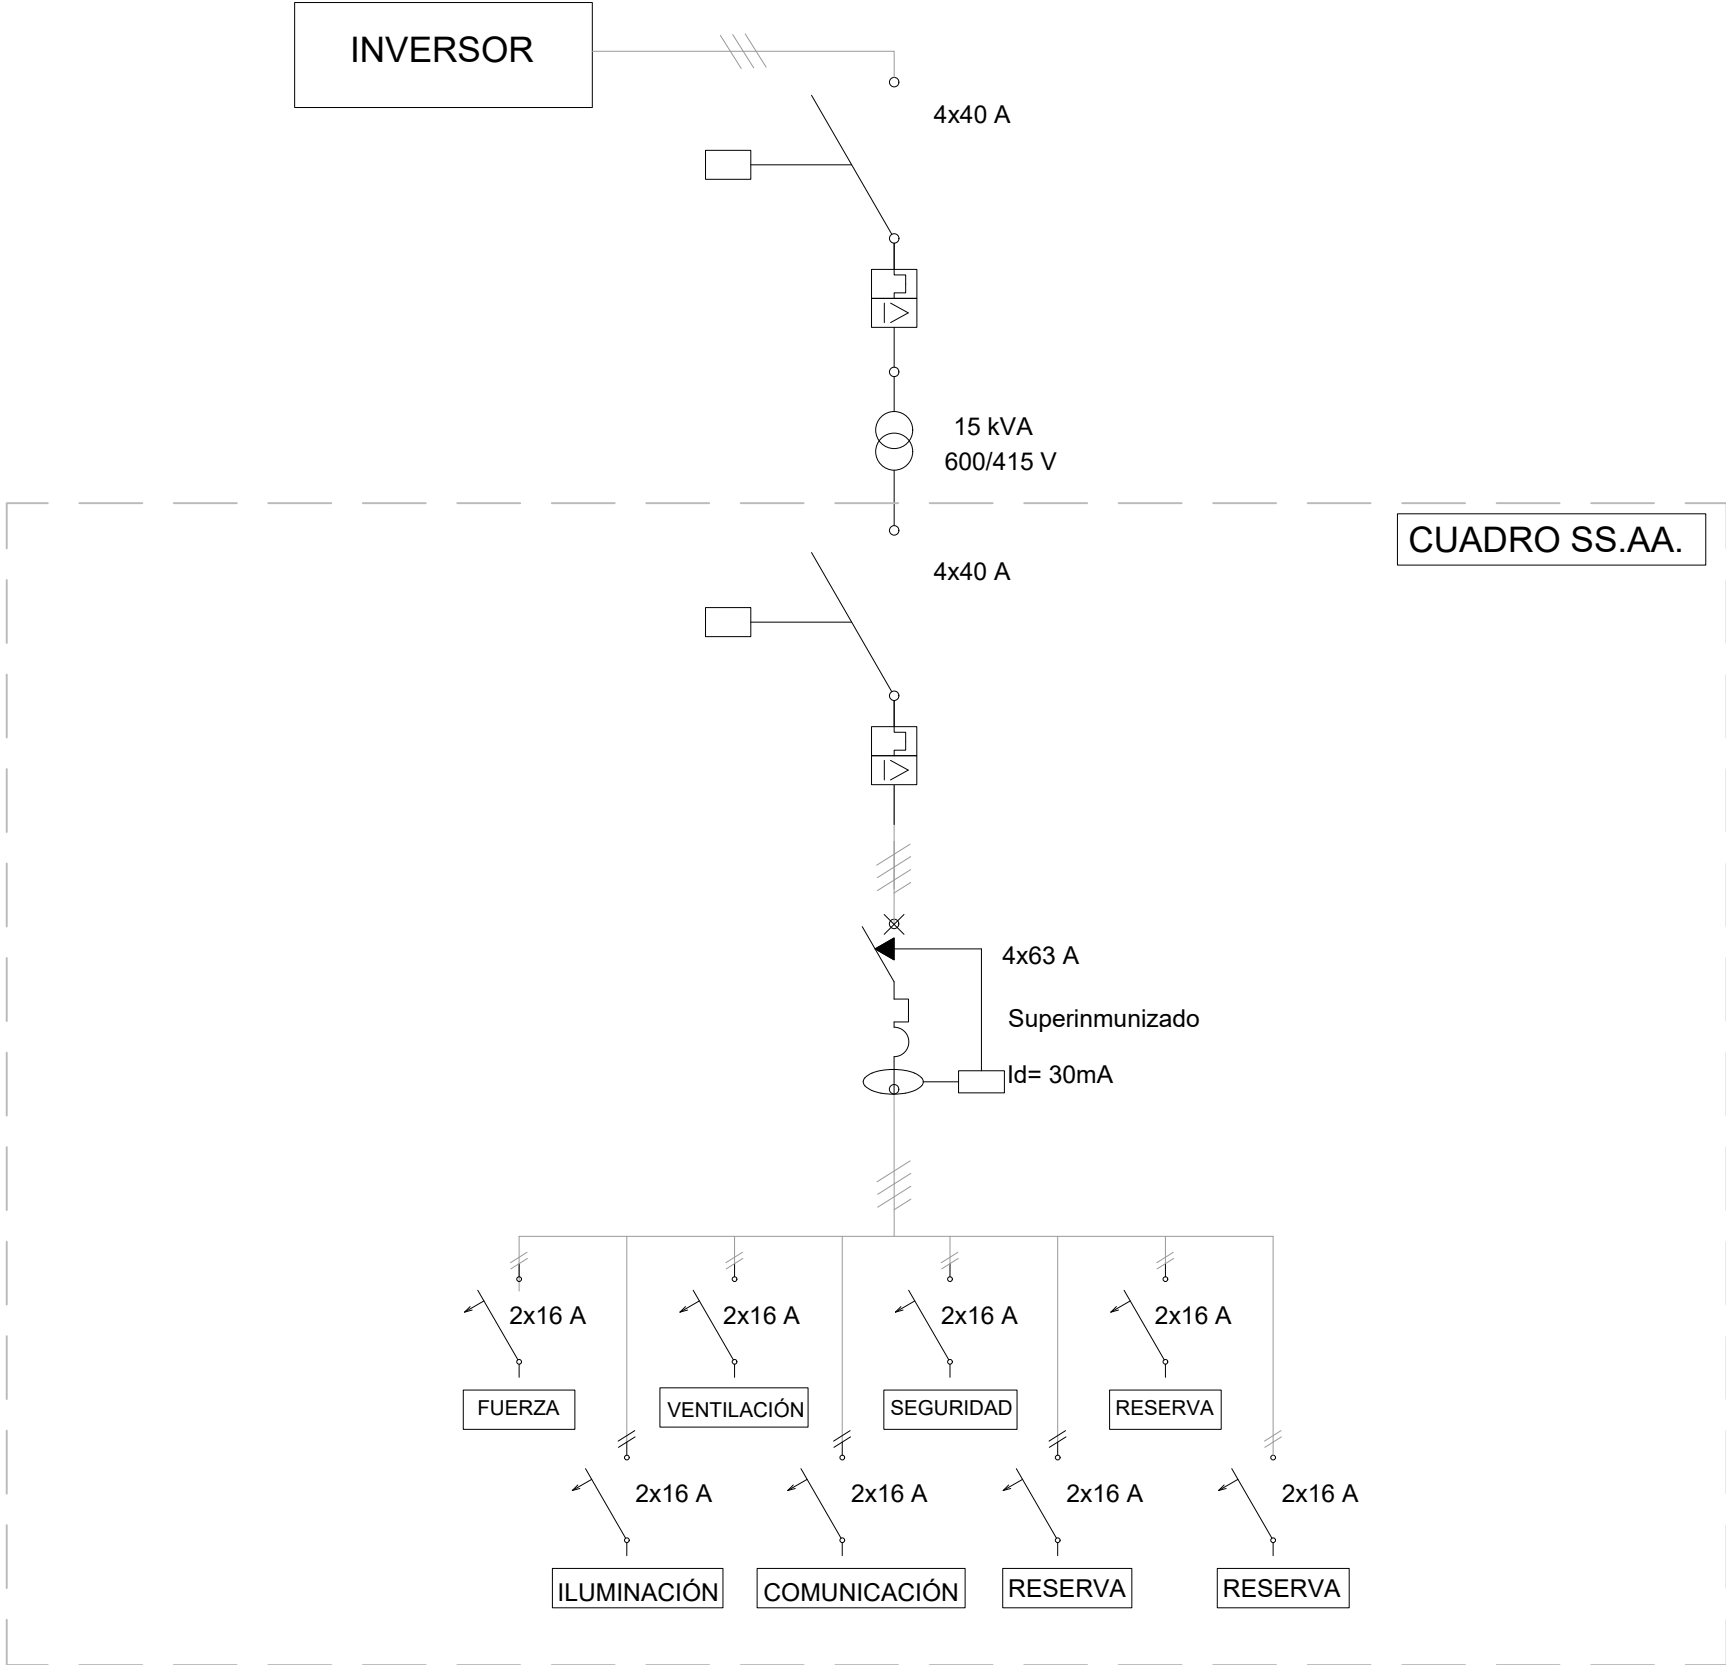 INVERSOR
4x40 A
15 kVA
600/415 V
CUADRO SS.AA.
4x40 A
4x63 A
Superinmunizado
Id= 30mA
2x16 A
2x16 A
2x16 A
2x16 A
FUERZA
VENTILACIÓN
SEGURIDAD
RESERVA
2x16 A
2x16 A
2x16 A
2x16 A
ILUMINACIÓN
COMUNICACIÓN
RESERVA
RESERVA